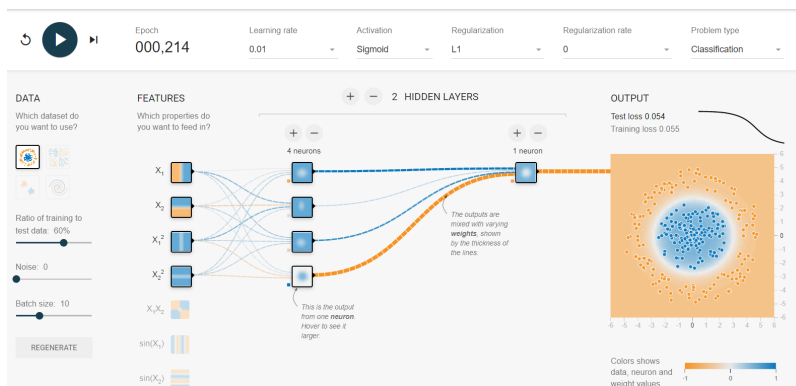 Epoch
000,214
Learning rate
0.01
Activation
Sigmoid
Regularization
L1
Regularization rate
0
Problem type
Classification
DATA
Which dataset do
you want to use?
Ratio of training to
test data: 60%
Noise: 0
Batch size: 10
REGENERATE
FEATURES
Which properties do
you want to feed in?
X₁
X₂
X₁²
X₂²
X₁X₂
sin(X₁)
sin(X₂)
+ − 2 HIDDEN LAYERS
+ −
4 neurons
+ −
1 neuron
The outputs are
mixed with varying
weights, shown
by the thickness of
the lines.
This is the output
from one neuron.
Hover to see it
larger.
OUTPUT
Test loss 0.054
Training loss 0.055
6
5
4
3
2
1
0
-1
-2
-3
-4
-5
-6
-6 -5 -4 -3 -2 -1 0 1 2 3 4 5 6
Colors shows
data, neuron and
weight values.
-1 0 1